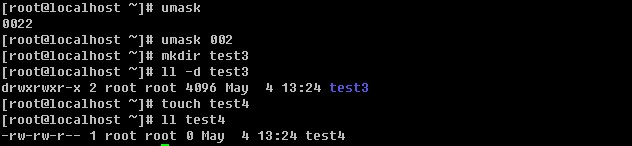 [root@localhost ~]# umask
0022
[root@localhost ~]# umask 002
[root@localhost ~]# mkdir test3
[root@localhost ~]# ll -d test3
drwxrwxr-x 2 root root 4096 May  4 13:24 test3
[root@localhost ~]# touch test4
[root@localhost ~]# ll test4
-rw-rw-r-- 1 root root 0 May  4 13:24 test4